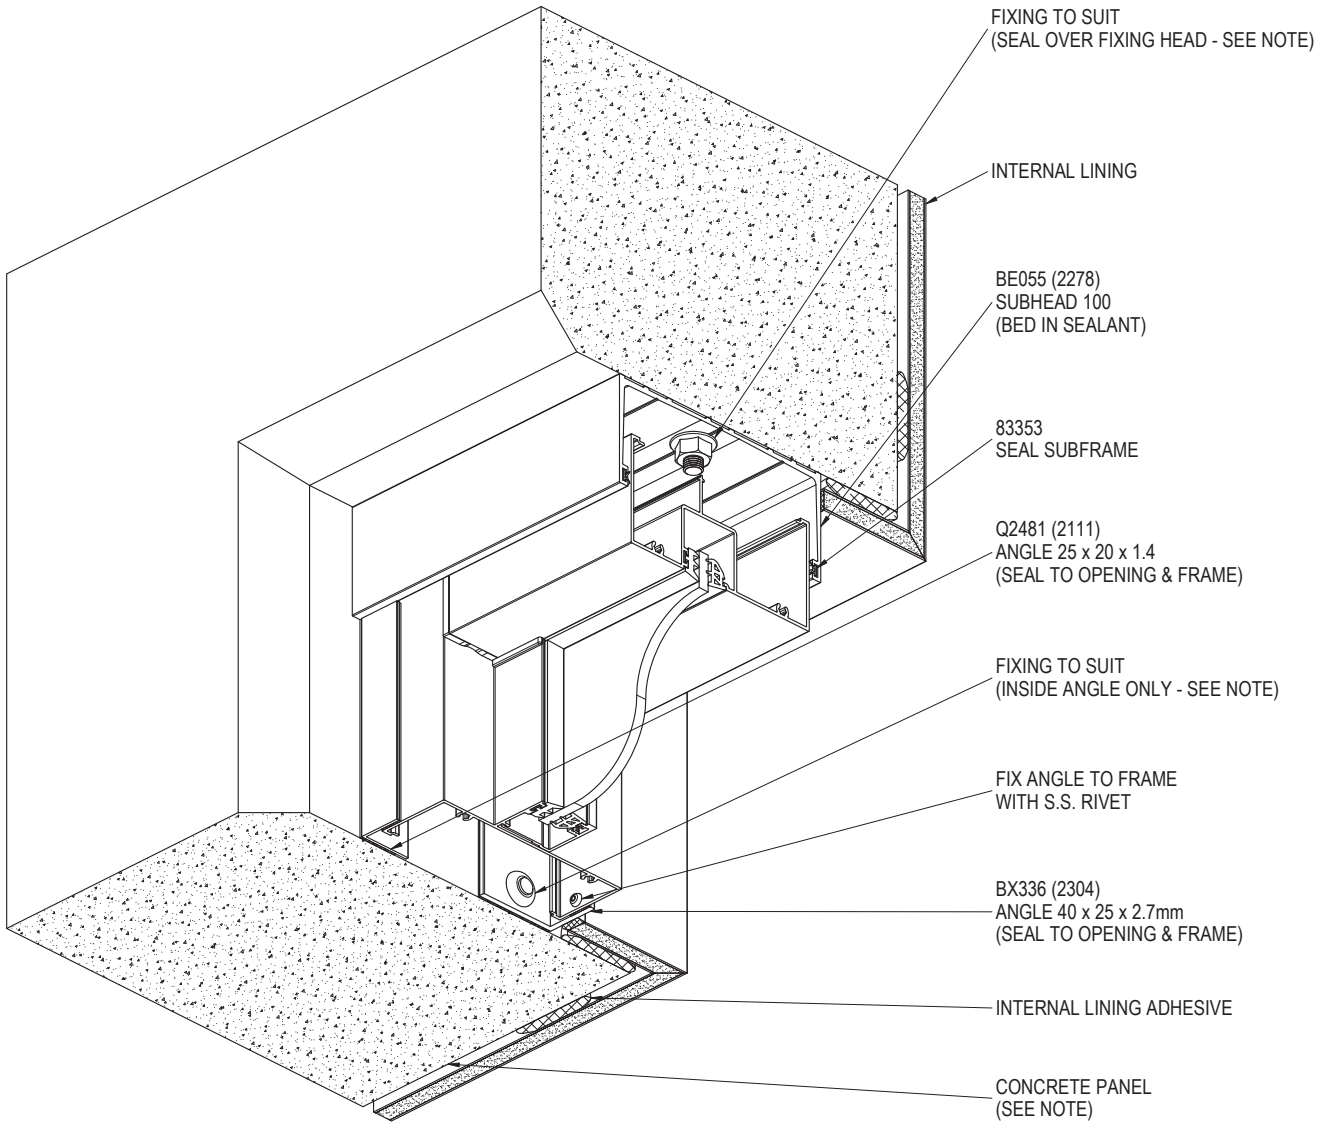 FIXING TO SUIT
(SEAL OVER FIXING HEAD - SEE NOTE)
INTERNAL LINING
BE055 (2278)
SUBHEAD 100
(BED IN SEALANT)
83353
SEAL SUBFRAME
Q2481 (2111)
ANGLE 25 x 20 x 1.4
(SEAL TO OPENING & FRAME)
FIXING TO SUIT
(INSIDE ANGLE ONLY - SEE NOTE)
FIX ANGLE TO FRAME
WITH S.S. RIVET
BX336 (2304)
ANGLE 40 x 25 x 2.7mm
(SEAL TO OPENING & FRAME)
INTERNAL LINING ADHESIVE
CONCRETE PANEL
(SEE NOTE)